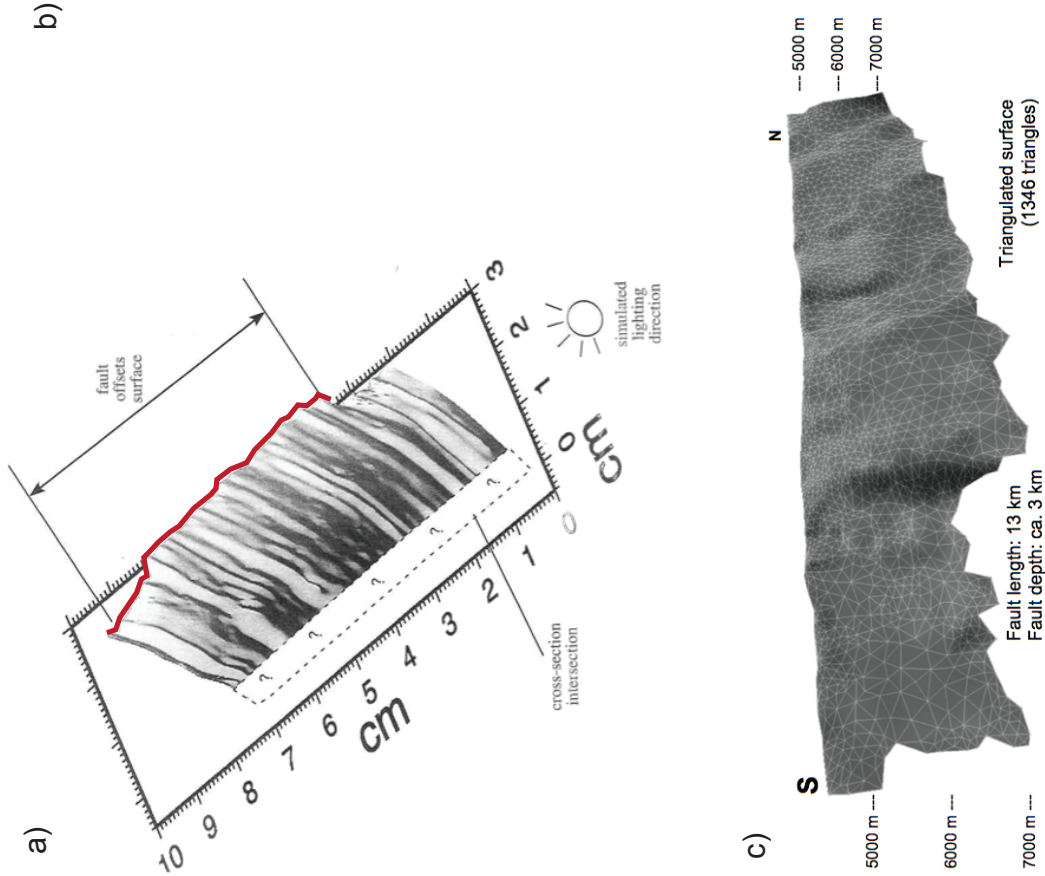 a)
b)
fault
offsets
surface
10
9
8
7
6
5
4
3
2
1
0
cm
0
1
2
3
cm
?
?
?
?
?
cross-section
intersection
simulated
lighting
direction
c)
S
N
5000 m ---
6000 m ---
7000 m ---
--- 5000 m
--- 6000 m
--- 7000 m
Fault length: 13 km
Fault depth: ca. 3 km
Triangulated surface
(1346 triangles)